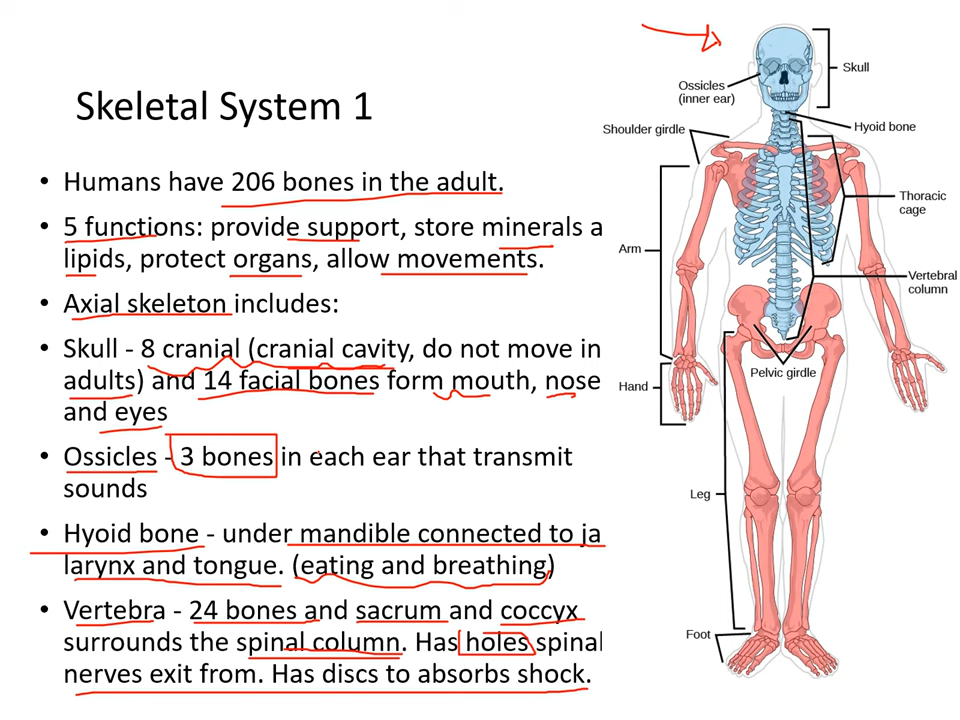 Skeletal System 1
• Humans have 206 bones in the adult.
• 5 functions: provide support, store minerals a
lipids, protect organs, allow movements.
• Axial skeleton includes:
• Skull - 8 cranial (cranial cavity, do not move in
adults) and 14 facial bones form mouth, nose
and eyes
• Ossicles - 3 bones in each ear that transmit
sounds
• Hyoid bone - under mandible connected to ja
larynx and tongue. (eating and breathing)
• Vertebra - 24 bones and sacrum and coccyx
surrounds the spinal column. Has holes spinal
nerves exit from. Has discs to absorbs shock.
Skull
Ossicles
(inner ear)
Hyoid bone
Shoulder girdle
Thoracic
cage
Arm
Vertebral
column
Pelvic girdle
Hand
Leg
Foot